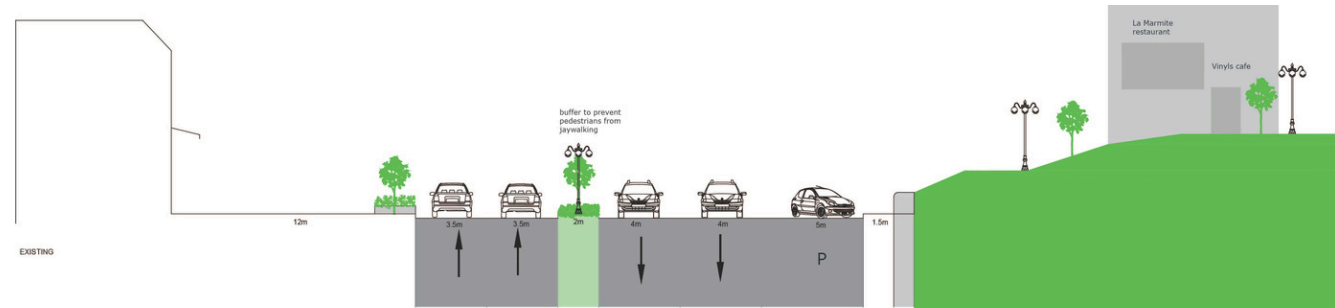 La Marmite
restaurant
Vinyls cafe
buffer to prevent
pedestrians from
jaywalking
12m
3.5m
3.5m
2m
4m
4m
5m
1.5m
EXISTING
P